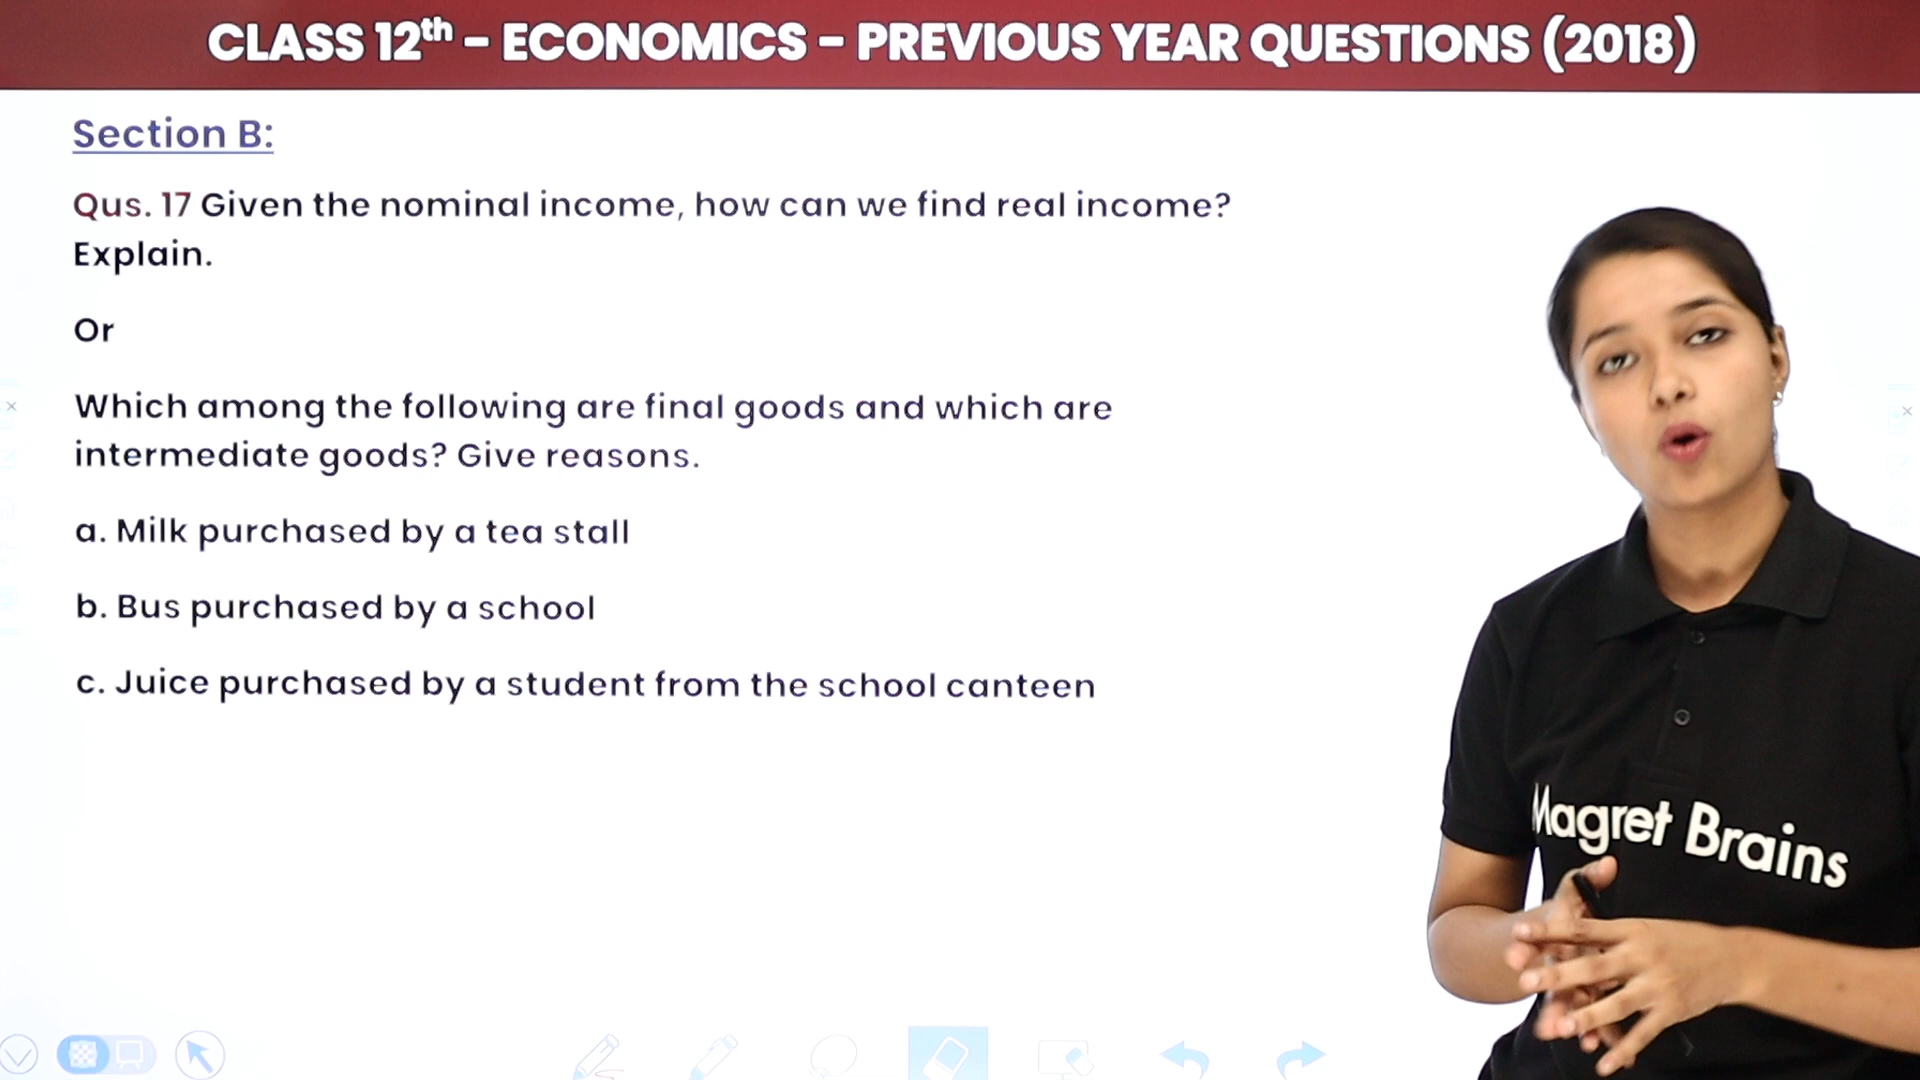 CLASS 12th - ECONOMICS - PREVIOUS YEAR QUESTIONS (2018)
Section B:
Qus. 17 Given the nominal income, how can we find real income?
Explain.
Or
Which among the following are final goods and which are
intermediate goods? Give reasons.
a. Milk purchased by a tea stall
b. Bus purchased by a school
c. Juice purchased by a student from the school canteen
Magret Brains